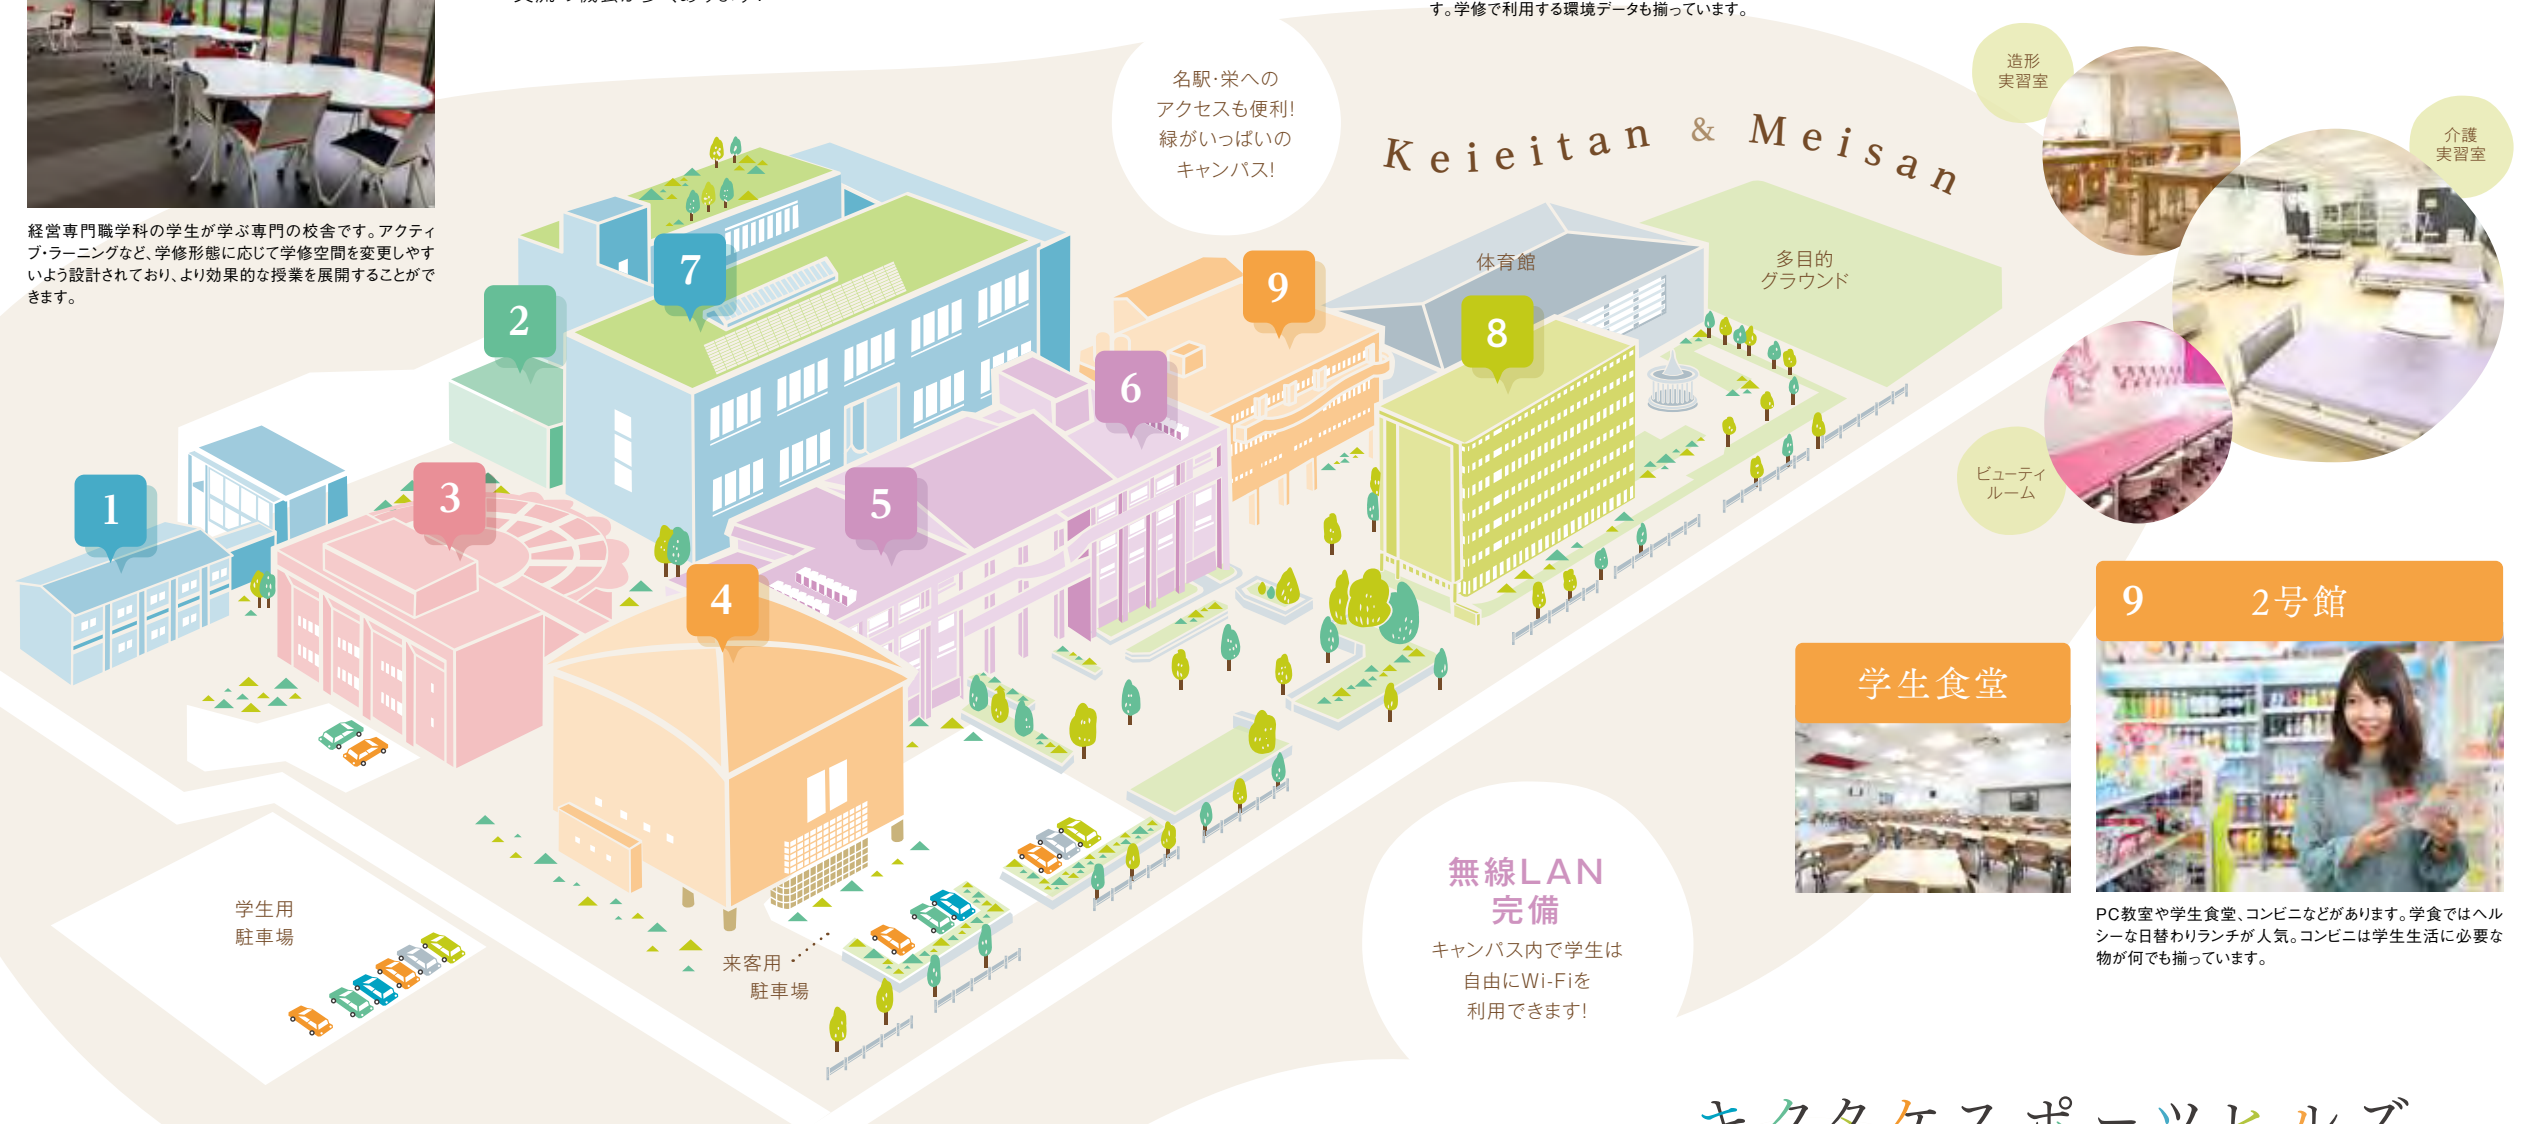 す。学修で利用する環境データも揃っています。
経営専門職学科の学生が学ぶ専門の校舎です。アクティ
ブ・ラーニングなど、学修形態に応じて学修空間を変更しやす
いよう設計されており、より効果的な授業を展開することがで
きます。
名駅・栄への
アクセスも便利!
緑がいっぱいの
キャンパス!
Keieitan & Meisan
造形
実習室
介護
実習室
ビューティ
ルーム
体育館
多目的
グラウンド
1
2
3
4
5
6
7
8
9
学生用
駐車場
来客用
駐車場
無線LAN
完備
キャンパス内で学生は
自由にWi-Fiを
利用できます!
学生食堂
9 2号館
PC教室や学生食堂、コンビニなどがあります。学食ではヘル
シーな日替わりランチが人気。コンビニは学生生活に必要な
物が何でも揃っています。
キクタケスポーツヒルズ